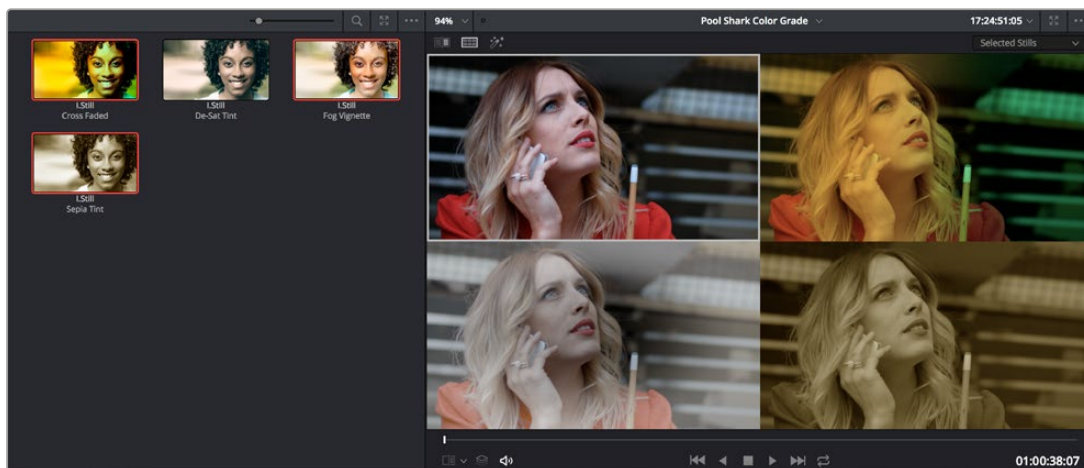 94%
Pool Shark Color Grade
17:24:51:05
Selected Stills
1.Still
Cross Faded
1.Still
De-Sat Tint
1.Still
Fog Vignette
1.Still
Sepia Tint
01:00:38:07